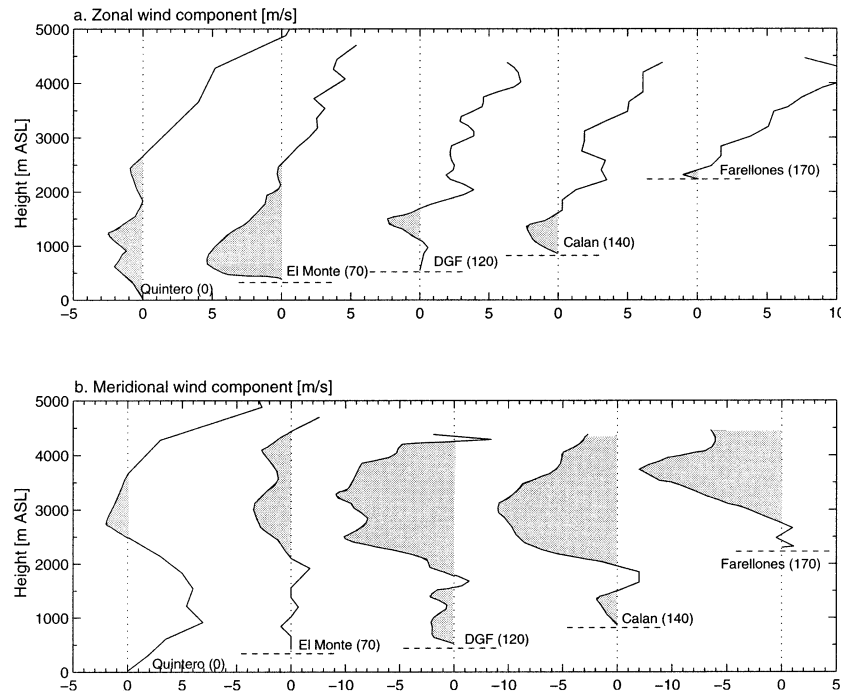 a. Zonal wind component [m/s]
5000
4000
3000
2000
1000
0
Height [m ASL]
Farellones (170)
Calan (140)
DGF (120)
El Monte (70)
Quintero (0)
-5 0 0 5 0 5 0 5 0 5 10
b. Meridional wind component [m/s]
5000
4000
3000
2000
1000
0
Height [m ASL]
Farellones (170)
Calan (140)
DGF (120)
El Monte (70)
Quintero (0)
-5 0 -5 0 -10 -5 0 -10 -5 0 -10 -5 0 5